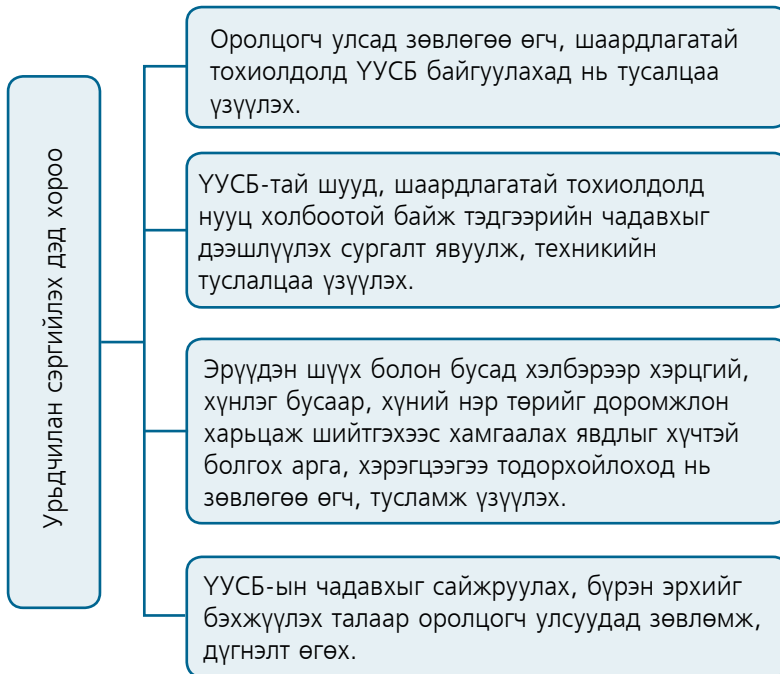 Урьдчилан сэргийлэх дэд хороо
Оролцогч улсад зөвлөгөө өгч, шаардлагатай
тохиолдолд ҮУСБ байгуулахад нь тусалцаа
үзүүлэх.
ҮУСБ-тай шууд, шаардлагатай тохиолдолд
нууц холбоотой байж тэдгээрийн чадавхыг
дээшлүүлэх сургалт явуулж, техникийн
туслалцаа үзүүлэх.
Эрүүдэн шүүх болон бусад хэлбэрээр хэрцгий,
хүнлэг бусаар, хүний нэр төрийг доромжлон
харьцаж шийтгэхээс хамгаалах явдлыг хүчтэй
болгох арга, хэрэгцээгээ тодорхойлоход нь
зөвлөгөө өгч, тусламж үзүүлэх.
ҮУСБ-ын чадавхыг сайжруулах, бүрэн эрхийг
бэхжүүлэх талаар оролцогч улсуудад зөвлөмж,
дүгнэлт өгөх.